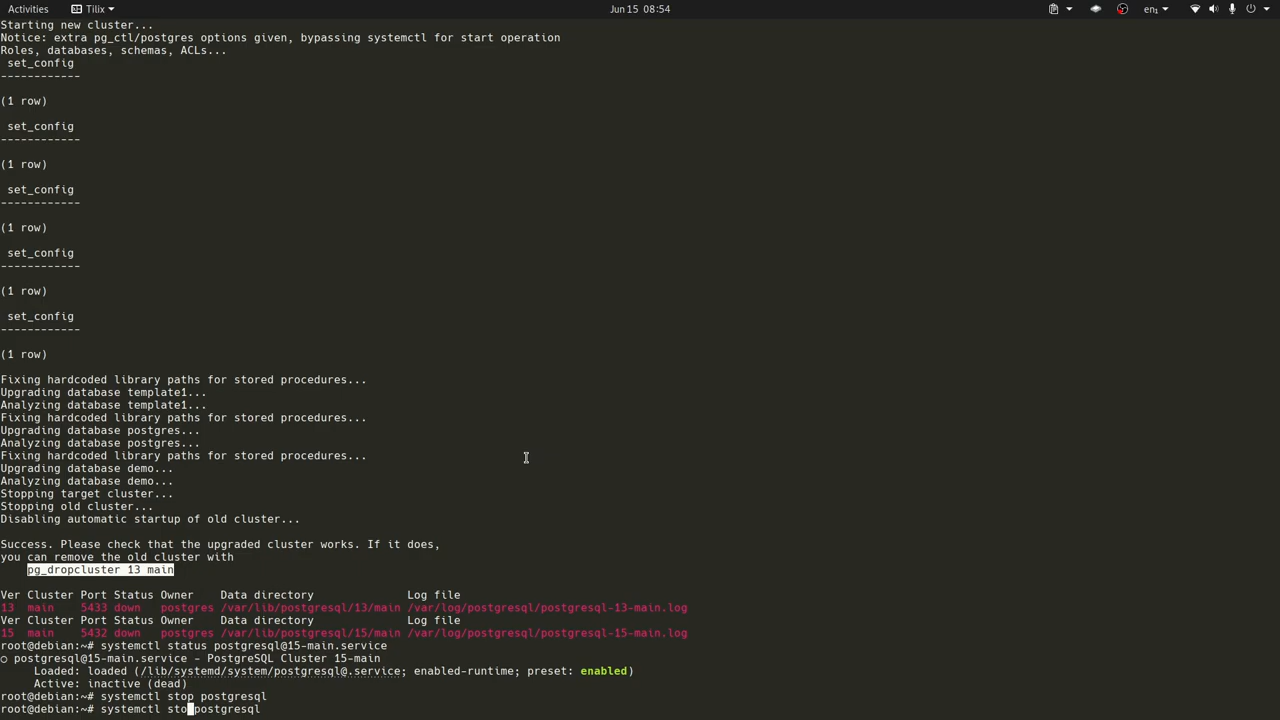 Activities Tilix Jun 15 08:54 en₁
Starting new cluster...
Notice: extra pg_ctl/postgres options given, bypassing systemctl for start operation
Roles, databases, schemas, ACLs...
set_config
------------
(1 row)
set_config
------------
(1 row)
set_config
------------
(1 row)
set_config
------------
(1 row)
set_config
------------
(1 row)
Fixing hardcoded library paths for stored procedures...
Upgrading database template1...
Analyzing database template1...
Fixing hardcoded library paths for stored procedures...
Upgrading database postgres...
Analyzing database postgres...
Fixing hardcoded library paths for stored procedures...
Upgrading database demo...
Analyzing database demo...
Stopping target cluster...
Stopping old cluster...
Disabling automatic startup of old cluster...
Success. Please check that the upgraded cluster works. If it does,
you can remove the old cluster with
pg_dropcluster 13 main
Ver Cluster Port Status Owner Data directory Log file
13 main 5433 down postgres /var/lib/postgresql/13/main /var/log/postgresql/postgresql-13-main.log
Ver Cluster Port Status Owner Data directory Log file
15 main 5432 down postgres /var/lib/postgresql/15/main /var/log/postgresql/postgresql-15-main.log
root@debian:~# systemctl status postgresql@15-main.service
○ postgresql@15-main.service - PostgreSQL Cluster 15-main
Loaded: loaded (/lib/systemd/system/postgresql@.service; enabled-runtime; preset: enabled)
Active: inactive (dead)
root@debian:~# systemctl stop postgresql
root@debian:~# systemctl sto postgresql